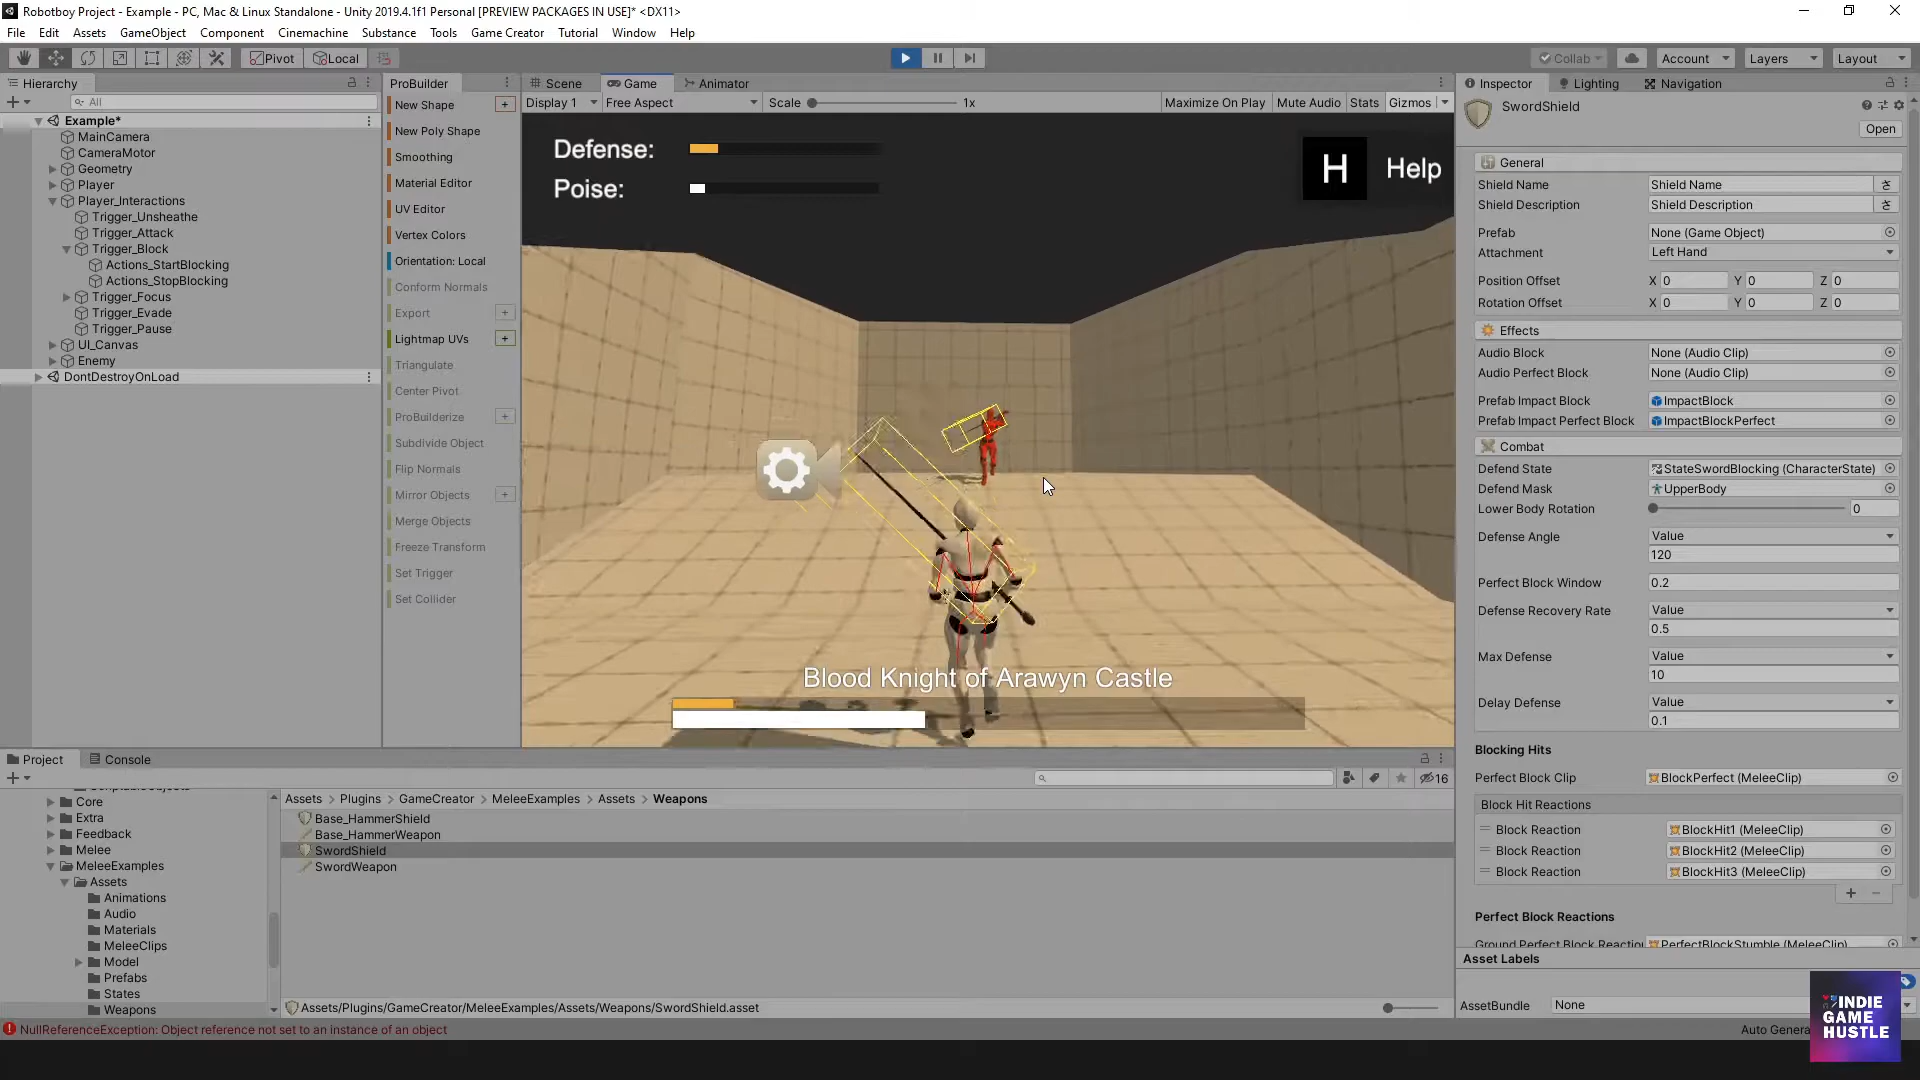 Robotboy Project - Example - PC, Mac & Linux Standalone - Unity 2019.4.1f1 Personal [PREVIEW PACKAGES IN USE]* <DX11>
File Edit Assets GameObject Component Cinemachine Substance Tools Game Creator Tutorial Window Help
Pivot Local Collab Account Layers Layout
Hierarchy
All
Example*
MainCamera
CameraMotor
Geometry
Player
Player_Interactions
Trigger_Unsheathe
Trigger_Attack
Trigger_Block
Actions_StartBlocking
Actions_StopBlocking
Trigger_Focus
Trigger_Evade
Trigger_Pause
UI_Canvas
Enemy
DontDestroyOnLoad
ProBuilder
New Shape
New Poly Shape
Smoothing
Material Editor
UV Editor
Vertex Colors
Orientation: Local
Conform Normals
Export
Lightmap UVs
Triangulate
Center Pivot
ProBuilderize
Subdivide Object
Flip Normals
Mirror Objects
Merge Objects
Freeze Transform
Set Trigger
Set Collider
Scene Game Animator
Display 1 Free Aspect Scale 1x Maximize On Play Mute Audio Stats Gizmos
Defense:
Poise:
H Help
Blood Knight of Arawyn Castle
Inspector Lighting Navigation
SwordShield
Open
General
Shield Name Shield Name
Shield Description Shield Description
Prefab None (Game Object)
Attachment Left Hand
Position Offset X 0 Y 0 Z 0
Rotation Offset X 0 Y 0 Z 0
Effects
Audio Block None (Audio Clip)
Audio Perfect Block None (Audio Clip)
Prefab Impact Block ImpactBlock
Prefab Impact Perfect Block ImpactBlockPerfect
Combat
Defend State StateSwordBlocking (CharacterState)
Defend Mask UpperBody
Lower Body Rotation 0
Defense Angle Value
120
Perfect Block Window 0.2
Defense Recovery Rate Value
0.5
Max Defense Value
10
Delay Defense Value
0.1
Blocking Hits
Perfect Block Clip BlockPerfect (MeleeClip)
Block Hit Reactions
Block Reaction BlockHit1 (MeleeClip)
Block Reaction BlockHit2 (MeleeClip)
Block Reaction BlockHit3 (MeleeClip)
Perfect Block Reactions
Ground Perfect Block Reaction PerfectBlockStumble (MeleeClip)
Asset Labels
AssetBundle None
Project Console
16
Core
Extra
Feedback
Melee
MeleeExamples
Assets
Animations
Audio
Materials
MeleeClips
Model
Prefabs
States
Weapons
Assets > Plugins > GameCreator > MeleeExamples > Assets > Weapons
Base_HammerShield
Base_HammerWeapon
SwordShield
SwordWeapon
Assets/Plugins/GameCreator/MeleeExamples/Assets/Weapons/SwordShield.asset
NullReferenceException: Object reference not set to an instance of an object
Auto Genera
INDIE
GAME
HUSTLE